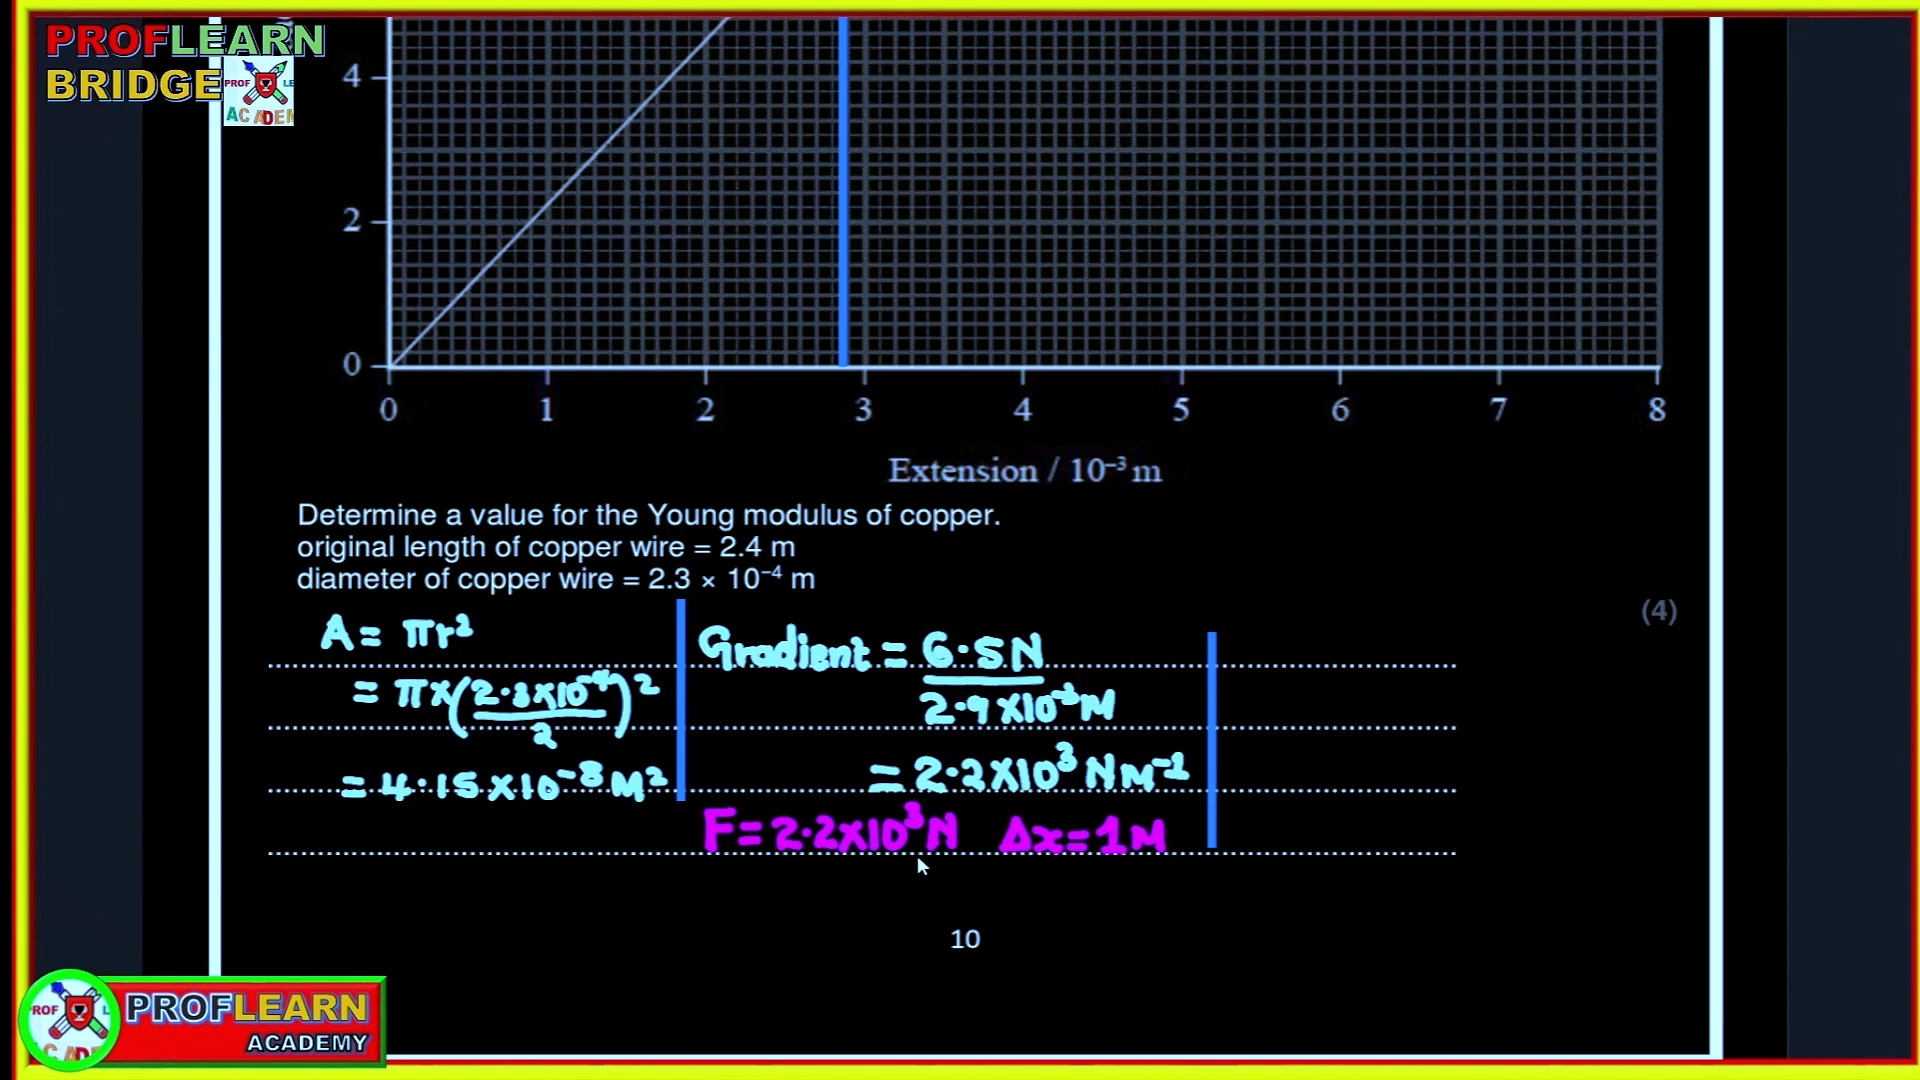 PROFLEARN
BRIDGE
PROF LE
ACADEM
4
2
0
0 1 2 3 4 5 6 7 8
Extension / 10⁻³ m
Determine a value for the Young modulus of copper.
original length of copper wire = 2.4 m
diameter of copper wire = 2.3 × 10⁻⁴ m
(4)
A = πr²
= π×(2.3×10⁻⁴/2)²
= 4.15×10⁻⁸ M²
Gradient = 6.5N
2.9×10⁻³M
= 2.2×10³ NM⁻¹
F=2.2×10³N Δx=1M
10
PROFLEARN
ACADEMY